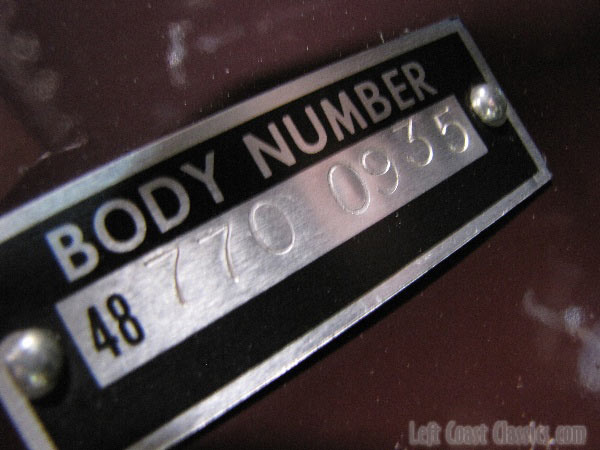 BODY NUMBER
48 770 0935
Left Coast Classics.com